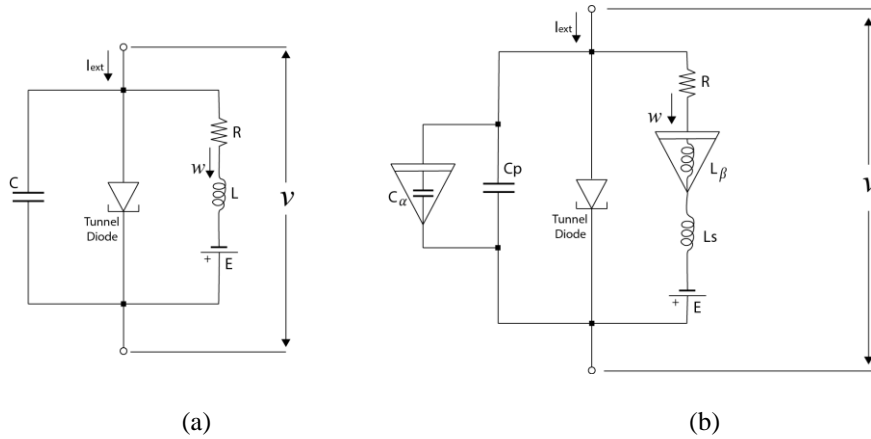 Iext
C
R
w
L
Tunnel
Diode
+
E
v
(a)
Iext
Cα
Cp
R
w
Lβ
Tunnel
Diode
Ls
+
E
v
(b)